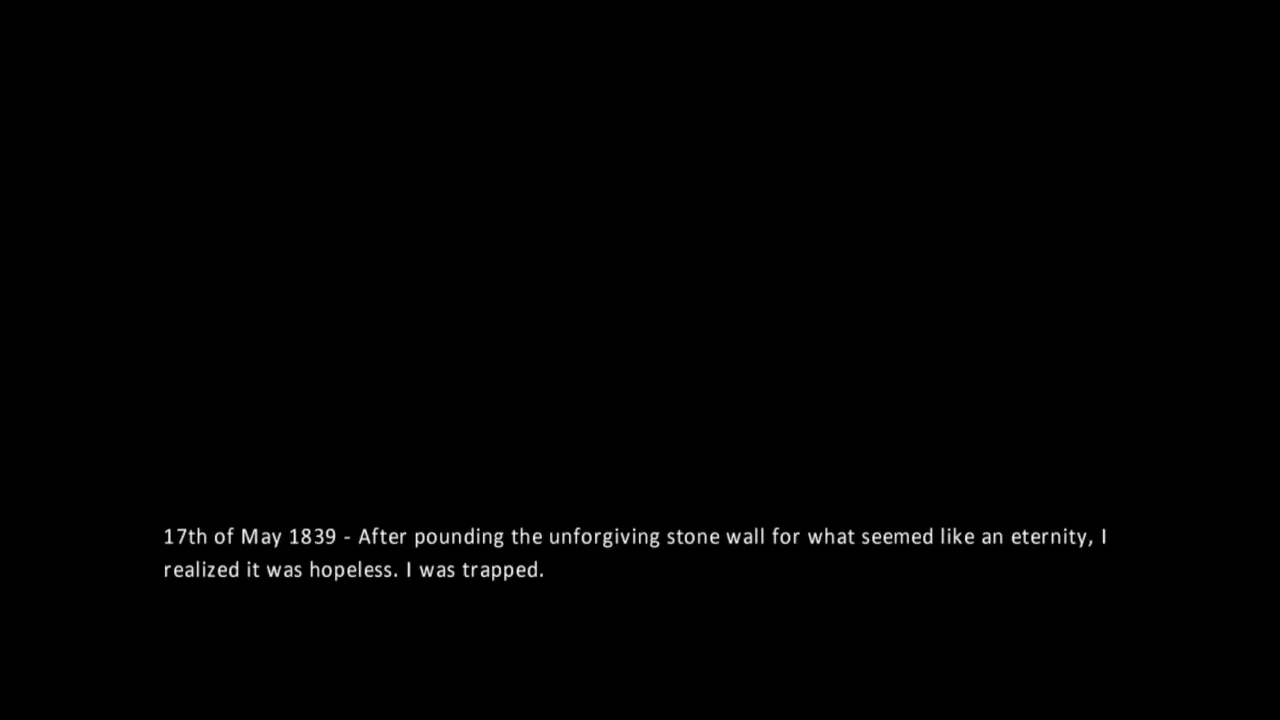 17th of May 1839 - After pounding the unforgiving stone wall for what seemed like an eternity, I
realized it was hopeless. I was trapped.